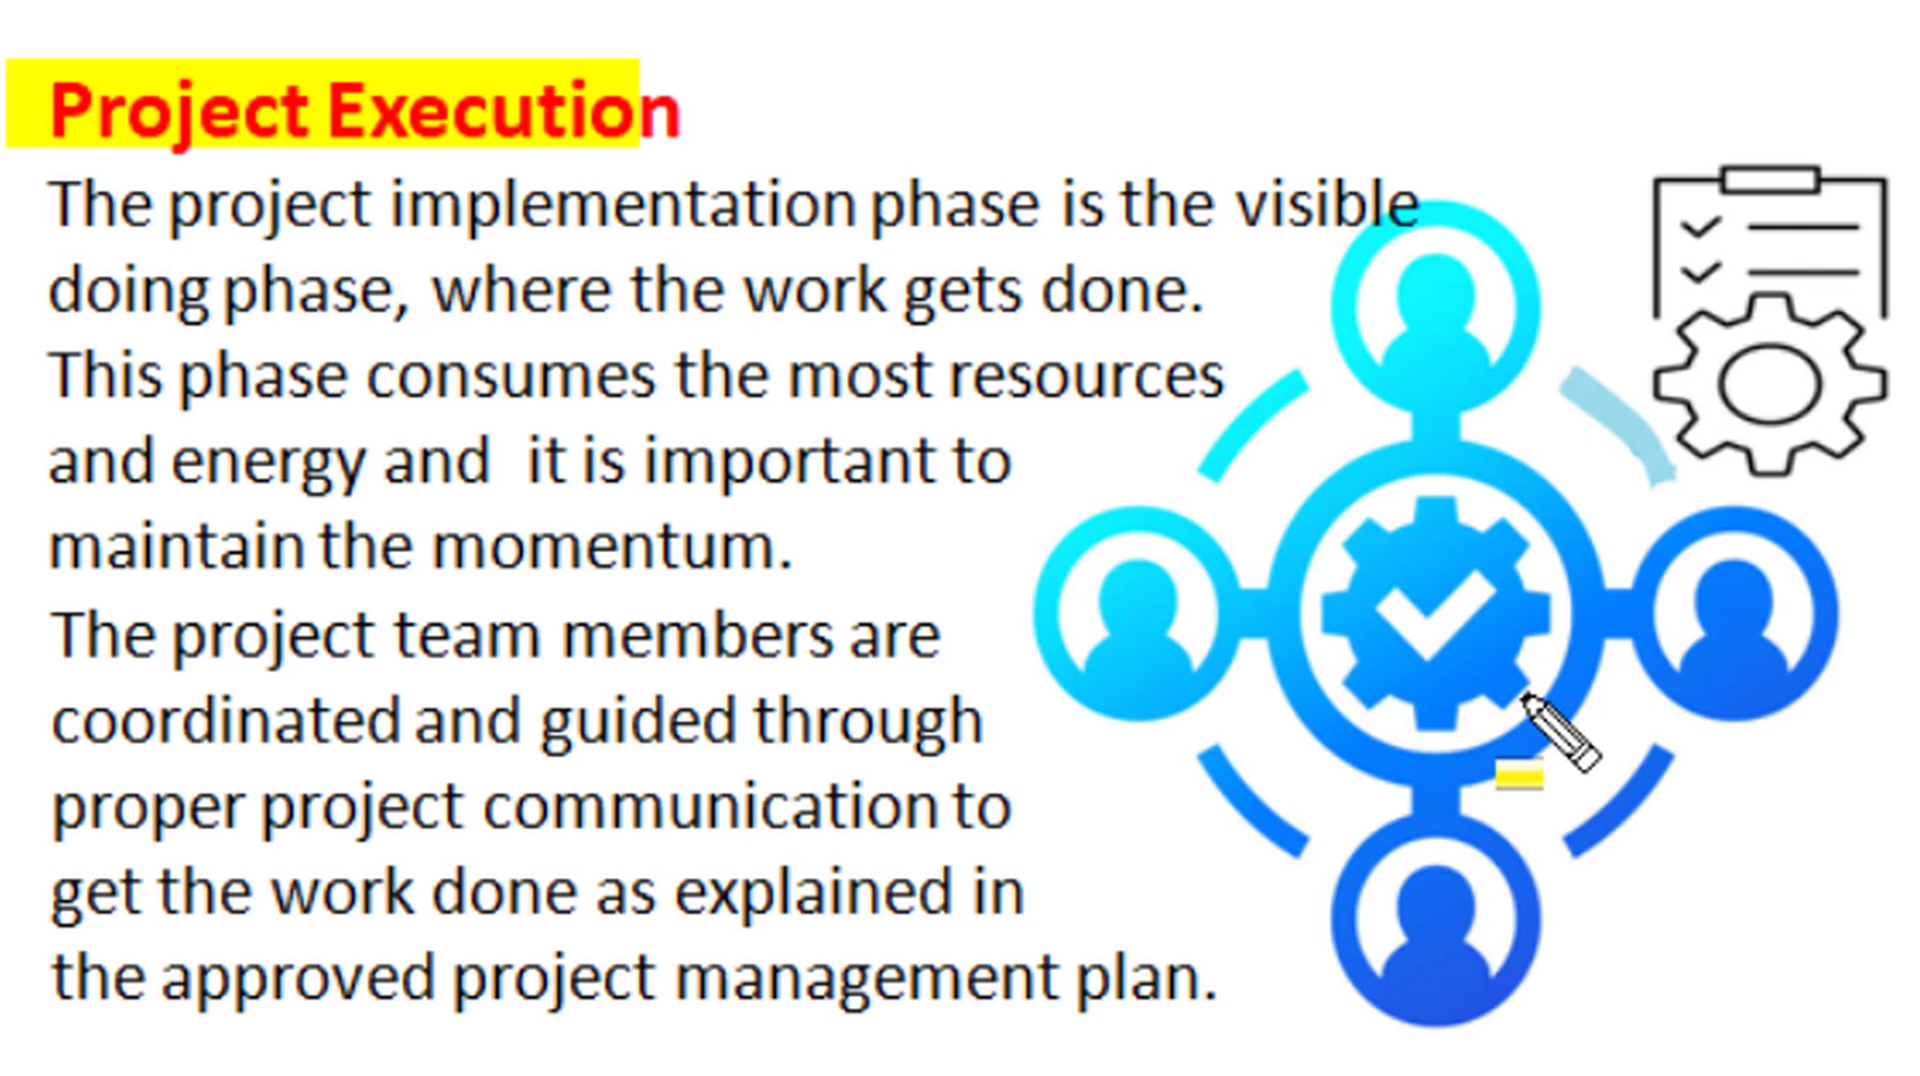 Project Execution
The project implementation phase is the visible
doing phase, where the work gets done.
This phase consumes the most resources
and energy and  it is important to
maintain the momentum.
The project team members are
coordinated and guided through
proper project communication to
get the work done as explained in
the approved project management plan.